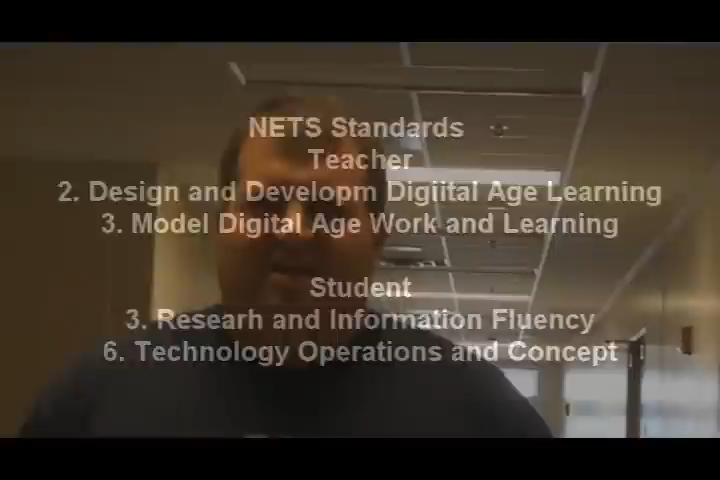 NETS Standards
Teacher
2. Design and Developm Digiital Age Learning
3. Model Digital Age Work and Learning
Student
3. Researh and Information Fluency
6. Technology Operations and Concept